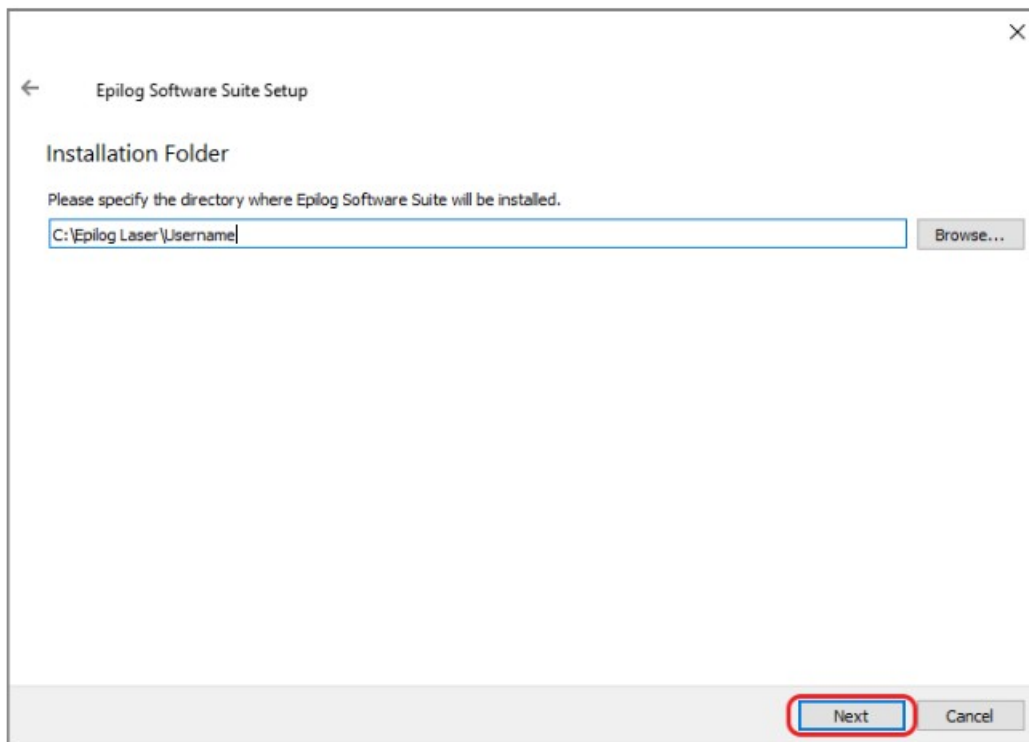 Epilog Software Suite Setup
Installation Folder
Please specify the directory where Epilog Software Suite will be installed.
C:\Epilog Laser\Username
Browse...
Next
Cancel